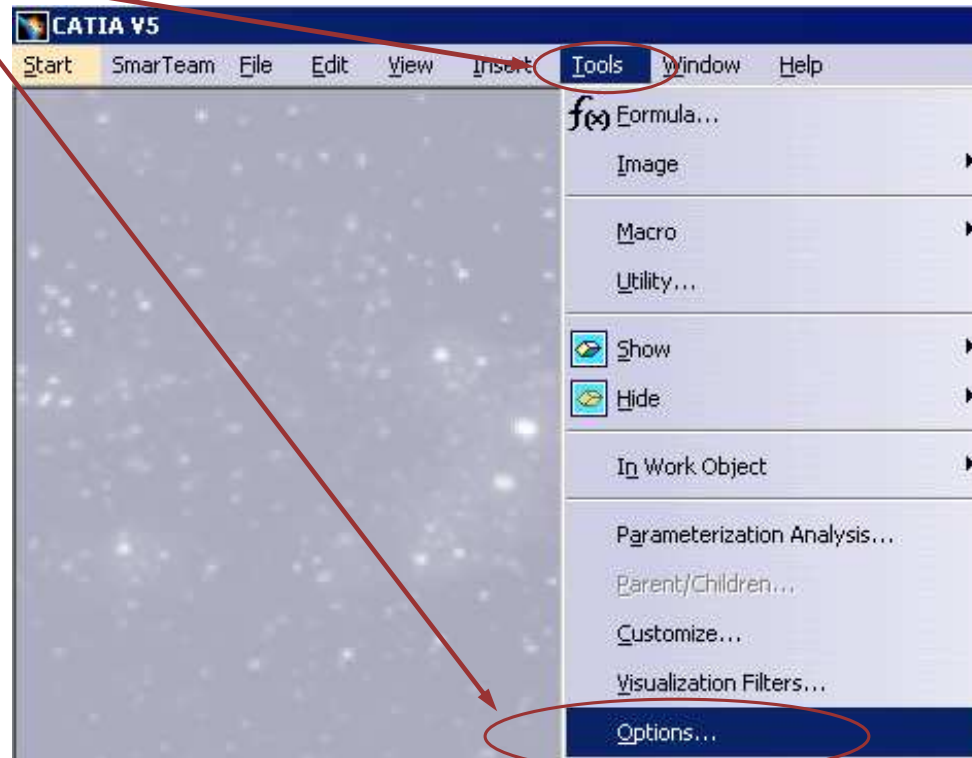 CATIA V5
Start SmarTeam File Edit View Insert Tools Window Help
f(x) Formula...
Image
Macro
Utility...
Show
Hide
In Work Object
Parameterization Analysis...
Parent/Children...
Customize...
Visualization Filters...
Options...